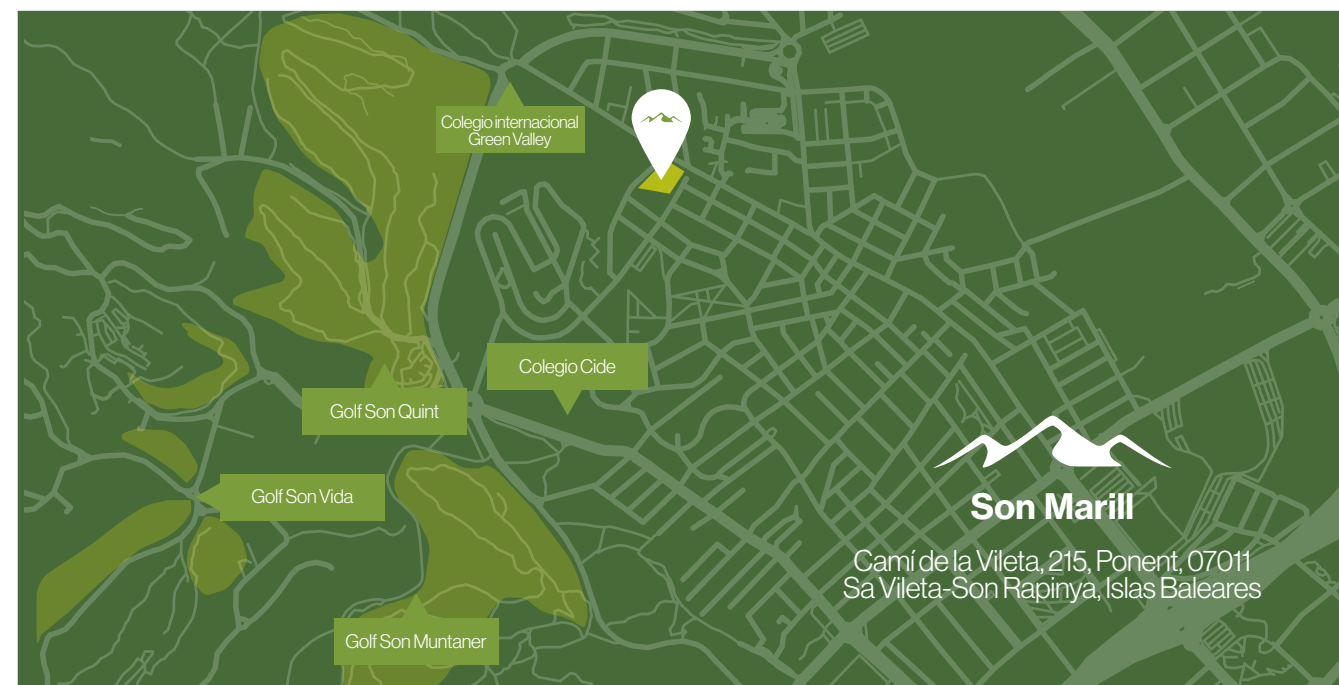 Colegio internacional
Green Valley
Colegio Cide
Golf Son Quint
Golf Son Vida
Son Marill
Camí de la Vileta, 215, Ponent, 07011
Sa Vileta-Son Rapinya, Islas Baleares
Golf Son Muntaner